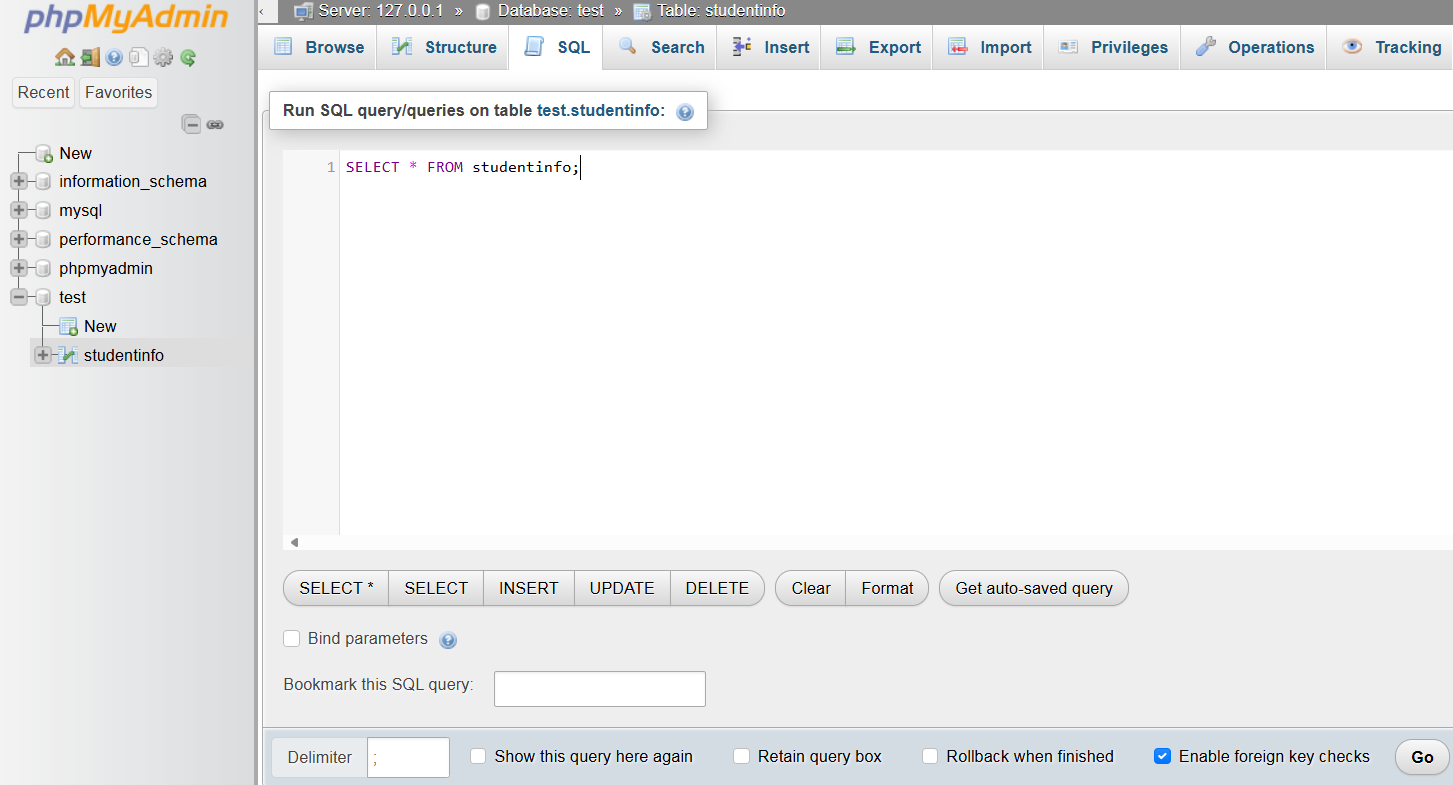 phpMyAdmin
Recent Favorites
New
information_schema
mysql
performance_schema
phpmyadmin
test
New
studentinfo
Server: 127.0.0.1 » Database: test » Table: studentinfo
Browse Structure SQL Search Insert Export Import Privileges Operations Tracking
Run SQL query/queries on table test.studentinfo:
1 SELECT * FROM studentinfo;
SELECT * SELECT INSERT UPDATE DELETE Clear Format Get auto-saved query
Bind parameters
Bookmark this SQL query:
Delimiter ; Show this query here again Retain query box Rollback when finished Enable foreign key checks Go